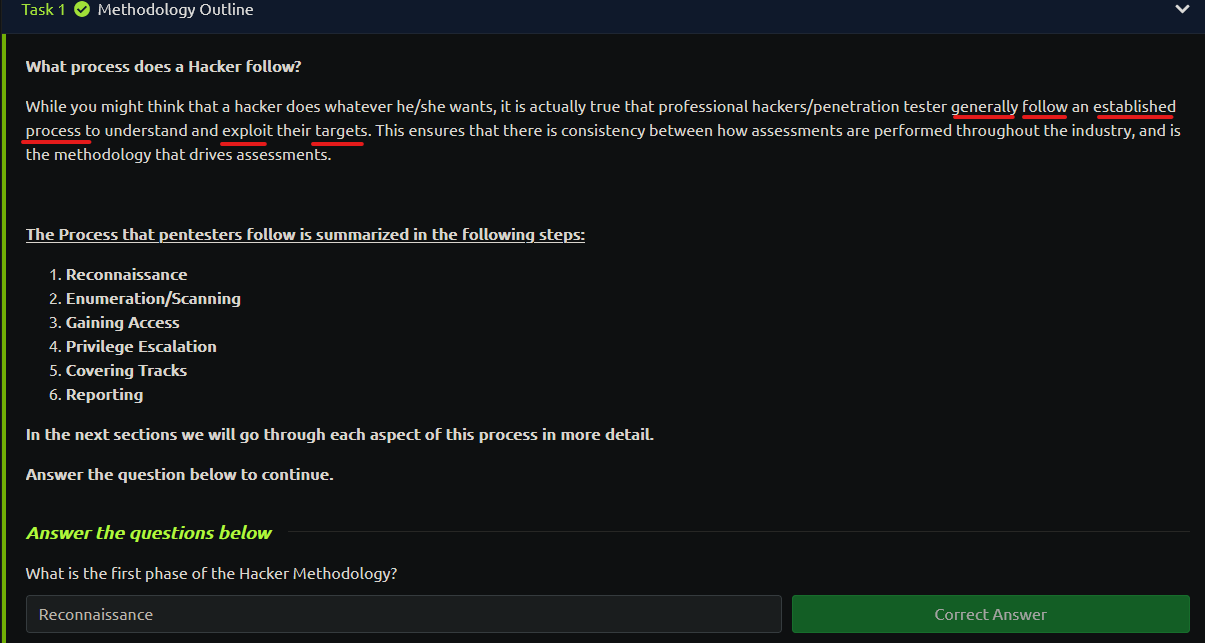 Task 1 Methodology Outline
What process does a Hacker follow?
While you might think that a hacker does whatever he/she wants, it is actually true that professional hackers/penetration tester generally follow an established
process to understand and exploit their targets. This ensures that there is consistency between how assessments are performed throughout the industry, and is
the methodology that drives assessments.
The Process that pentesters follow is summarized in the following steps:
1. Reconnaissance
2. Enumeration/Scanning
3. Gaining Access
4. Privilege Escalation
5. Covering Tracks
6. Reporting
In the next sections we will go through each aspect of this process in more detail.
Answer the question below to continue.
Answer the questions below
What is the first phase of the Hacker Methodology?
Reconnaissance Correct Answer